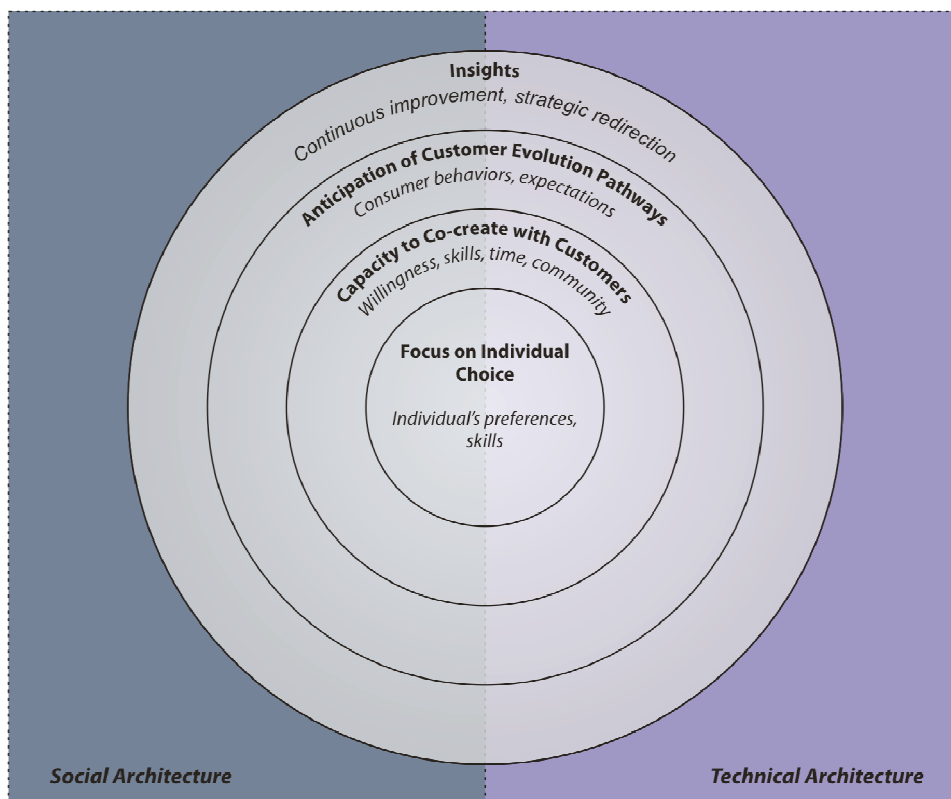 Insights
Continuous improvement, strategic redirection
Anticipation of Customer Evolution Pathways
Consumer behaviors, expectations
Capacity to Co-create with Customers
Willingness, skills, time, community
Focus on Individual
Choice
Individual’s preferences,
skills
Social Architecture
Technical Architecture